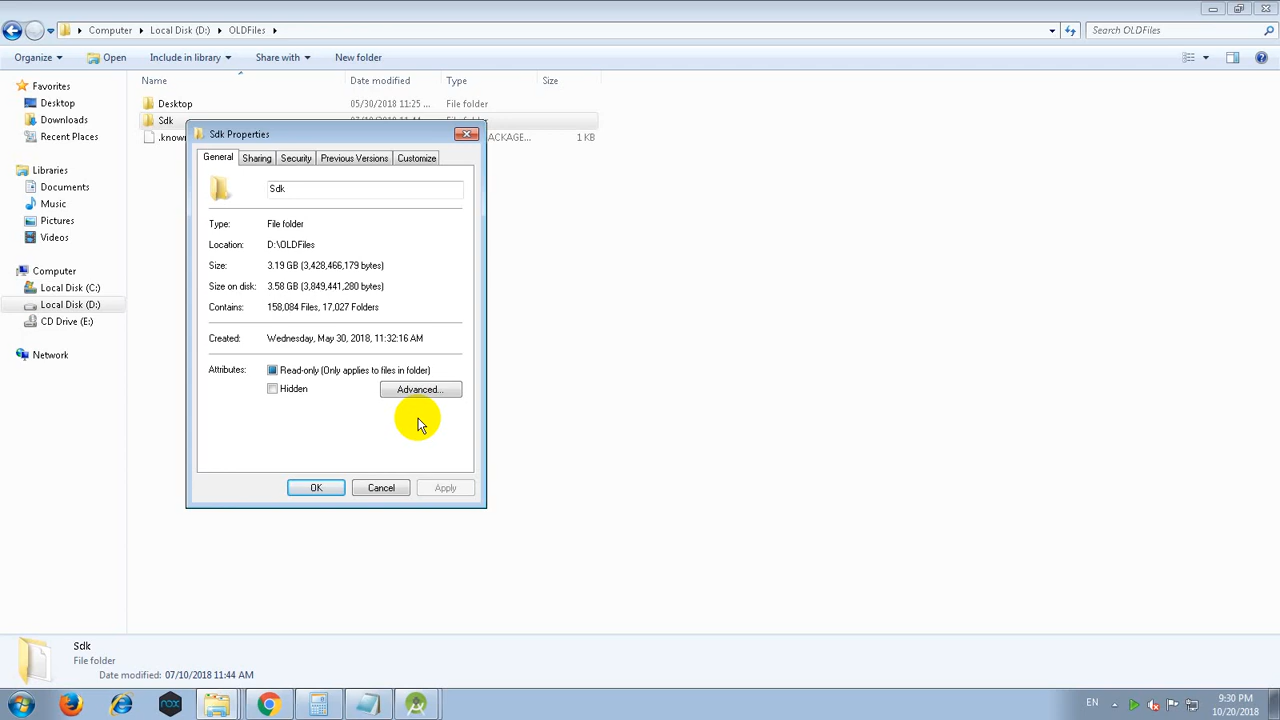 Computer Local Disk (D:) OLDFiles
Search OLDFiles
Organize Open Include in library Share with New folder
Favorites
Desktop
Downloads
Recent Places
Libraries
Documents
Music
Pictures
Videos
Computer
Local Disk (C:)
Local Disk (D:)
CD Drive (E:)
Network
Name Date modified Type Size
Desktop 05/30/2018 11:25 ... File folder
Sdk
1 KB
Sdk Properties
General Sharing Security Previous Versions Customize
Sdk
Type: File folder
Location: D:\OLDFiles
Size: 3.19 GB (3,428,466,179 bytes)
Size on disk: 3.58 GB (3,849,441,280 bytes)
Contains: 158,084 Files, 17,027 Folders
Created: Wednesday, May 30, 2018, 11:32:16 AM
Attributes: Read-only (Only applies to files in folder)
Hidden Advanced...
OK Cancel Apply
Sdk
File folder
Date modified: 07/10/2018 11:44 AM
nox
EN
9:30 PM
10/20/2018